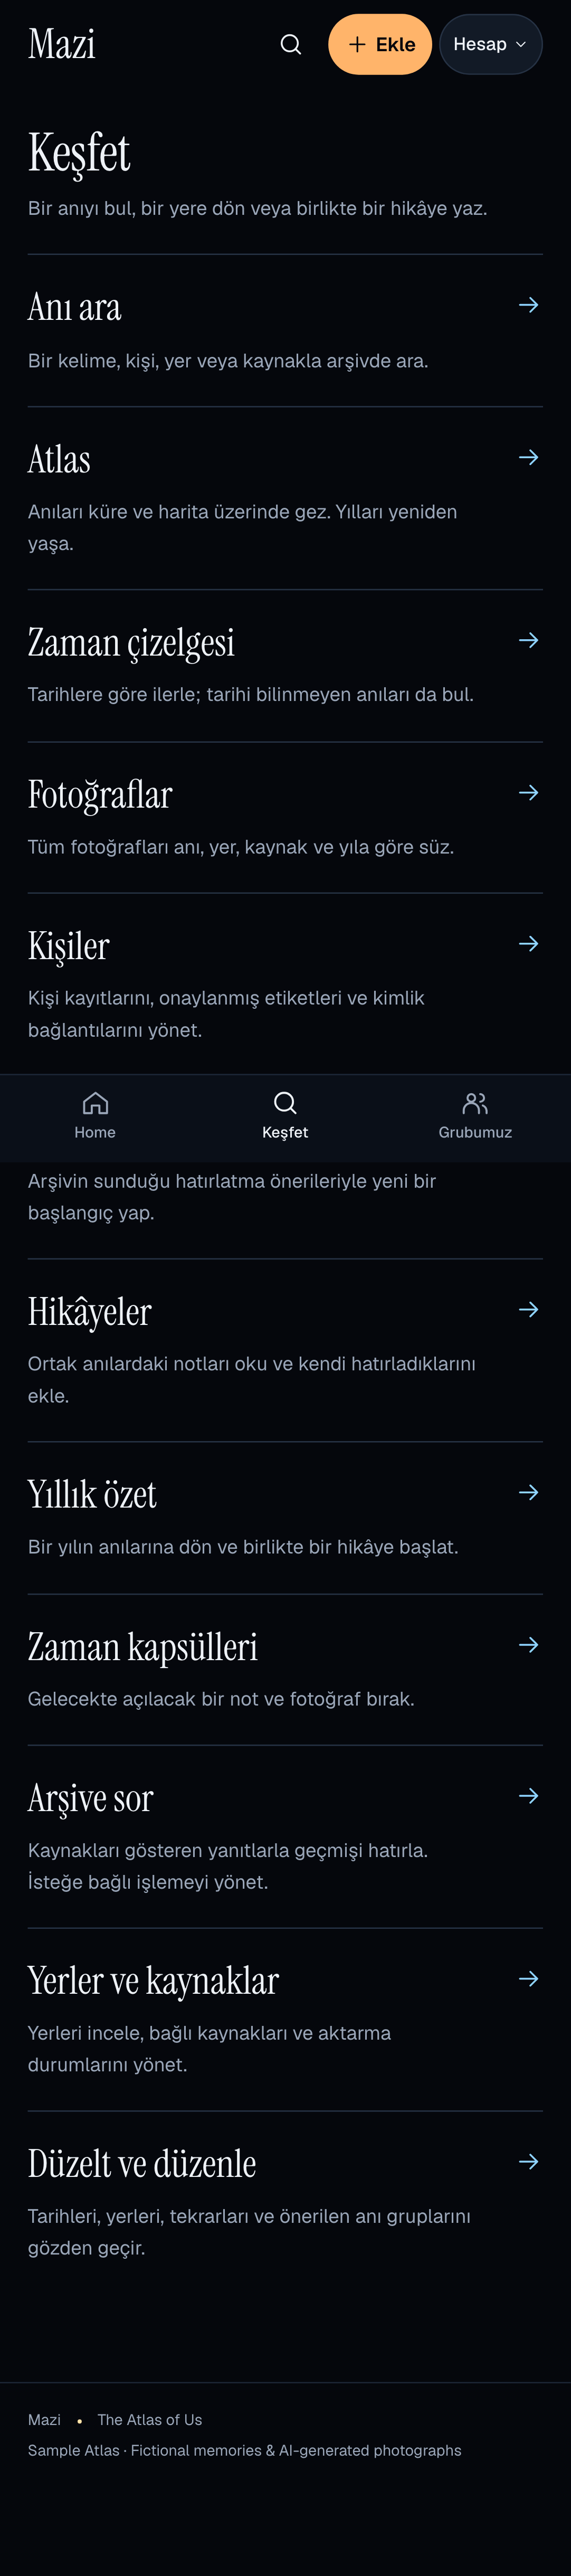 Mazi
Ekle
Hesap
Keşfet
Bir anıyı bul, bir yere dön veya birlikte bir hikâye yaz.
Anı ara
Bir kelime, kişi, yer veya kaynakla arşivde ara.
Atlas
Anıları küre ve harita üzerinde gez. Yılları yeniden
yaşa.
Zaman çizelgesi
Tarihlere göre ilerle; tarihi bilinmeyen anıları da bul.
Fotoğraflar
Tüm fotoğrafları anı, yer, kaynak ve yıla göre süz.
Kişiler
Kişi kayıtlarını, onaylanmış etiketleri ve kimlik
bağlantılarını yönet.
Home
Keşfet
Grubumuz
Arşivin sunduğu hatırlatma önerileriyle yeni bir
başlangıç yap.
Hikâyeler
Ortak anılardaki notları oku ve kendi hatırladıklarını
ekle.
Yıllık özet
Bir yılın anılarına dön ve birlikte bir hikâye başlat.
Zaman kapsülleri
Gelecekte açılacak bir not ve fotoğraf bırak.
Arşive sor
Kaynakları gösteren yanıtlarla geçmişi hatırla.
İsteğe bağlı işlemeyi yönet.
Yerler ve kaynaklar
Yerleri incele, bağlı kaynakları ve aktarma
durumlarını yönet.
Düzelt ve düzenle
Tarihleri, yerleri, tekrarları ve önerilen anı gruplarını
gözden geçir.
Mazi • The Atlas of Us
Sample Atlas · Fictional memories & AI-generated photographs